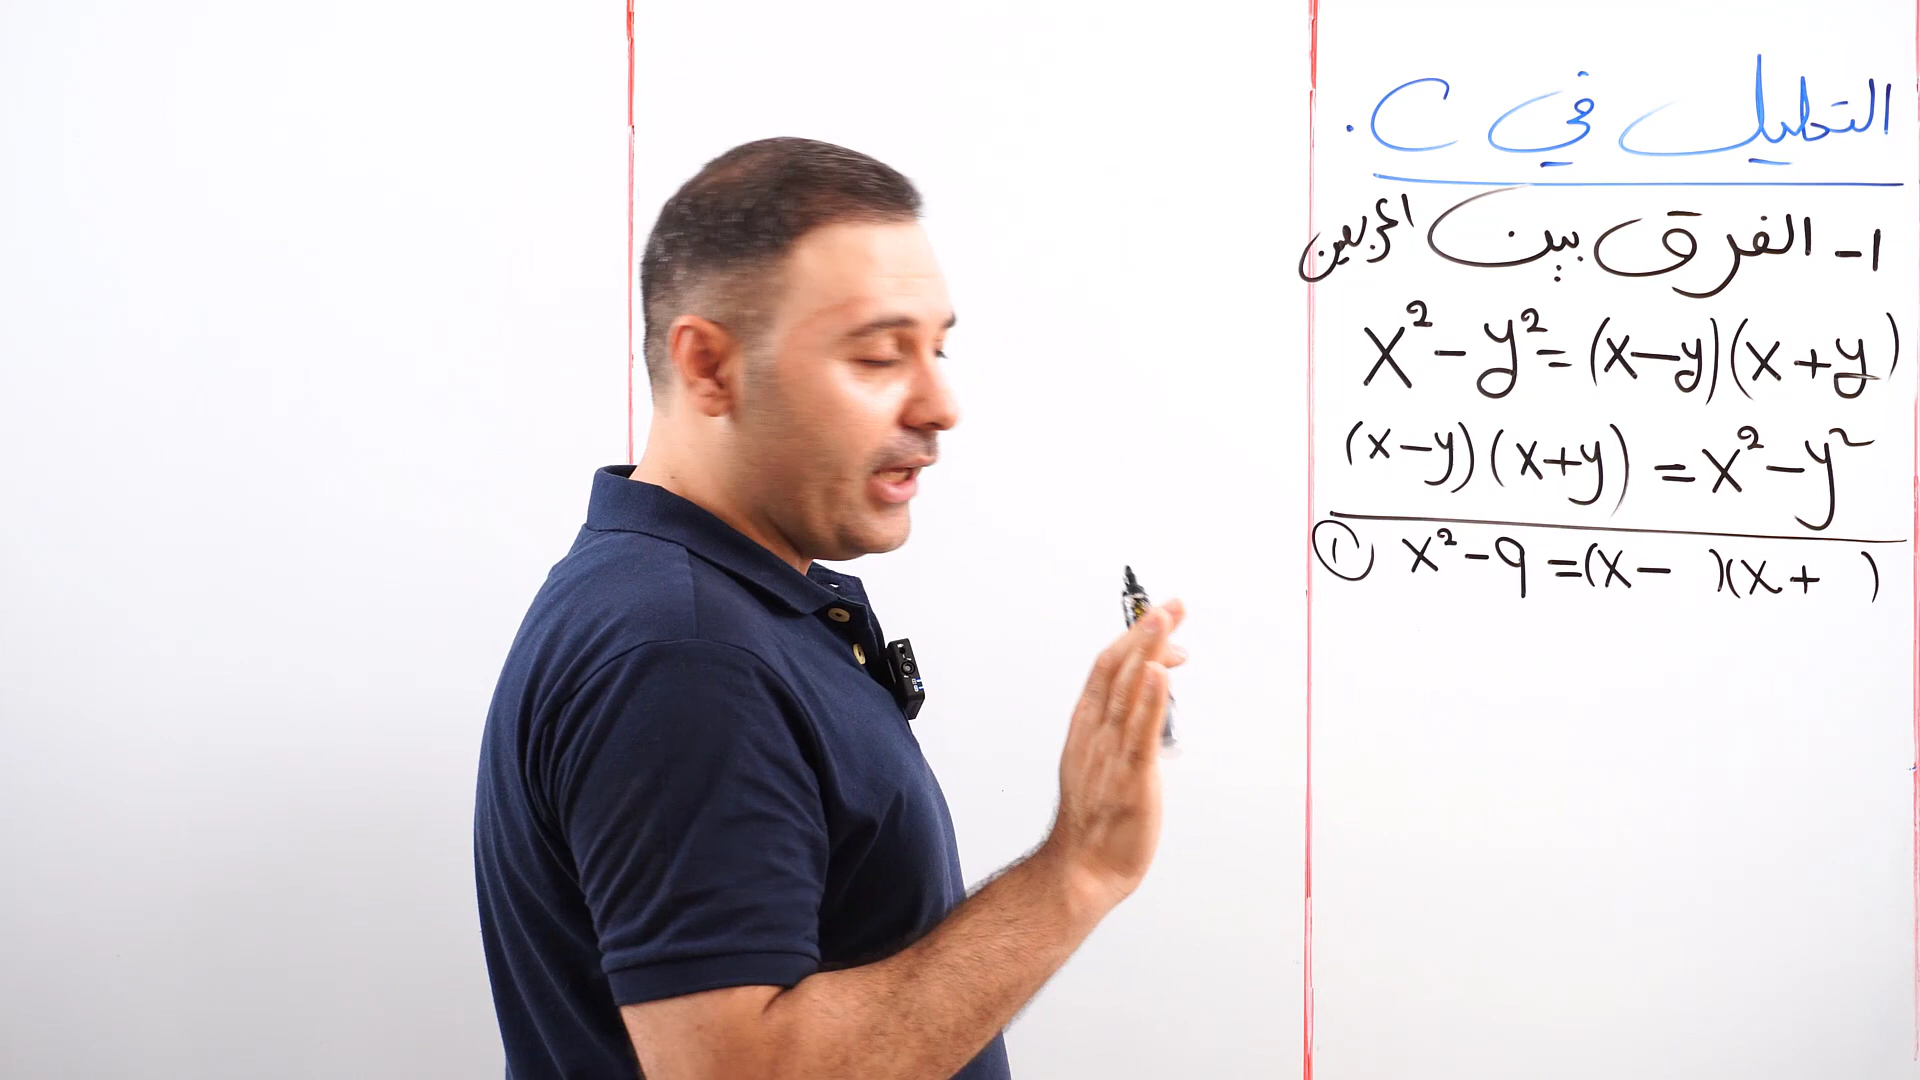 التحليل في C .
١- الفرق بين المربعين
x² - y² = (x-y)(x+y)
(x-y)(x+y) = x² - y²
① x² - 9 = (x-  )(x+  )